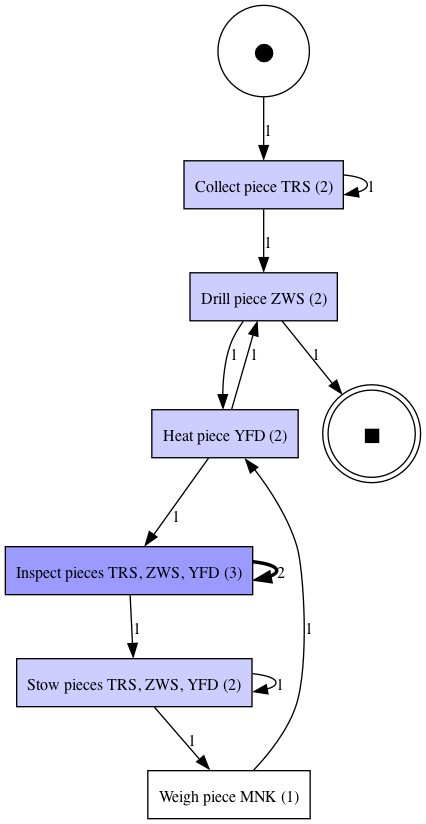 1
Collect piece TRS (2)
1
1
Drill piece ZWS (2)
1
1
1
Heat piece YFD (2)
1
Inspect pieces TRS, ZWS, YFD (3)
2
1
1
Stow pieces TRS, ZWS, YFD (2)
1
1
Weigh piece MNK (1)